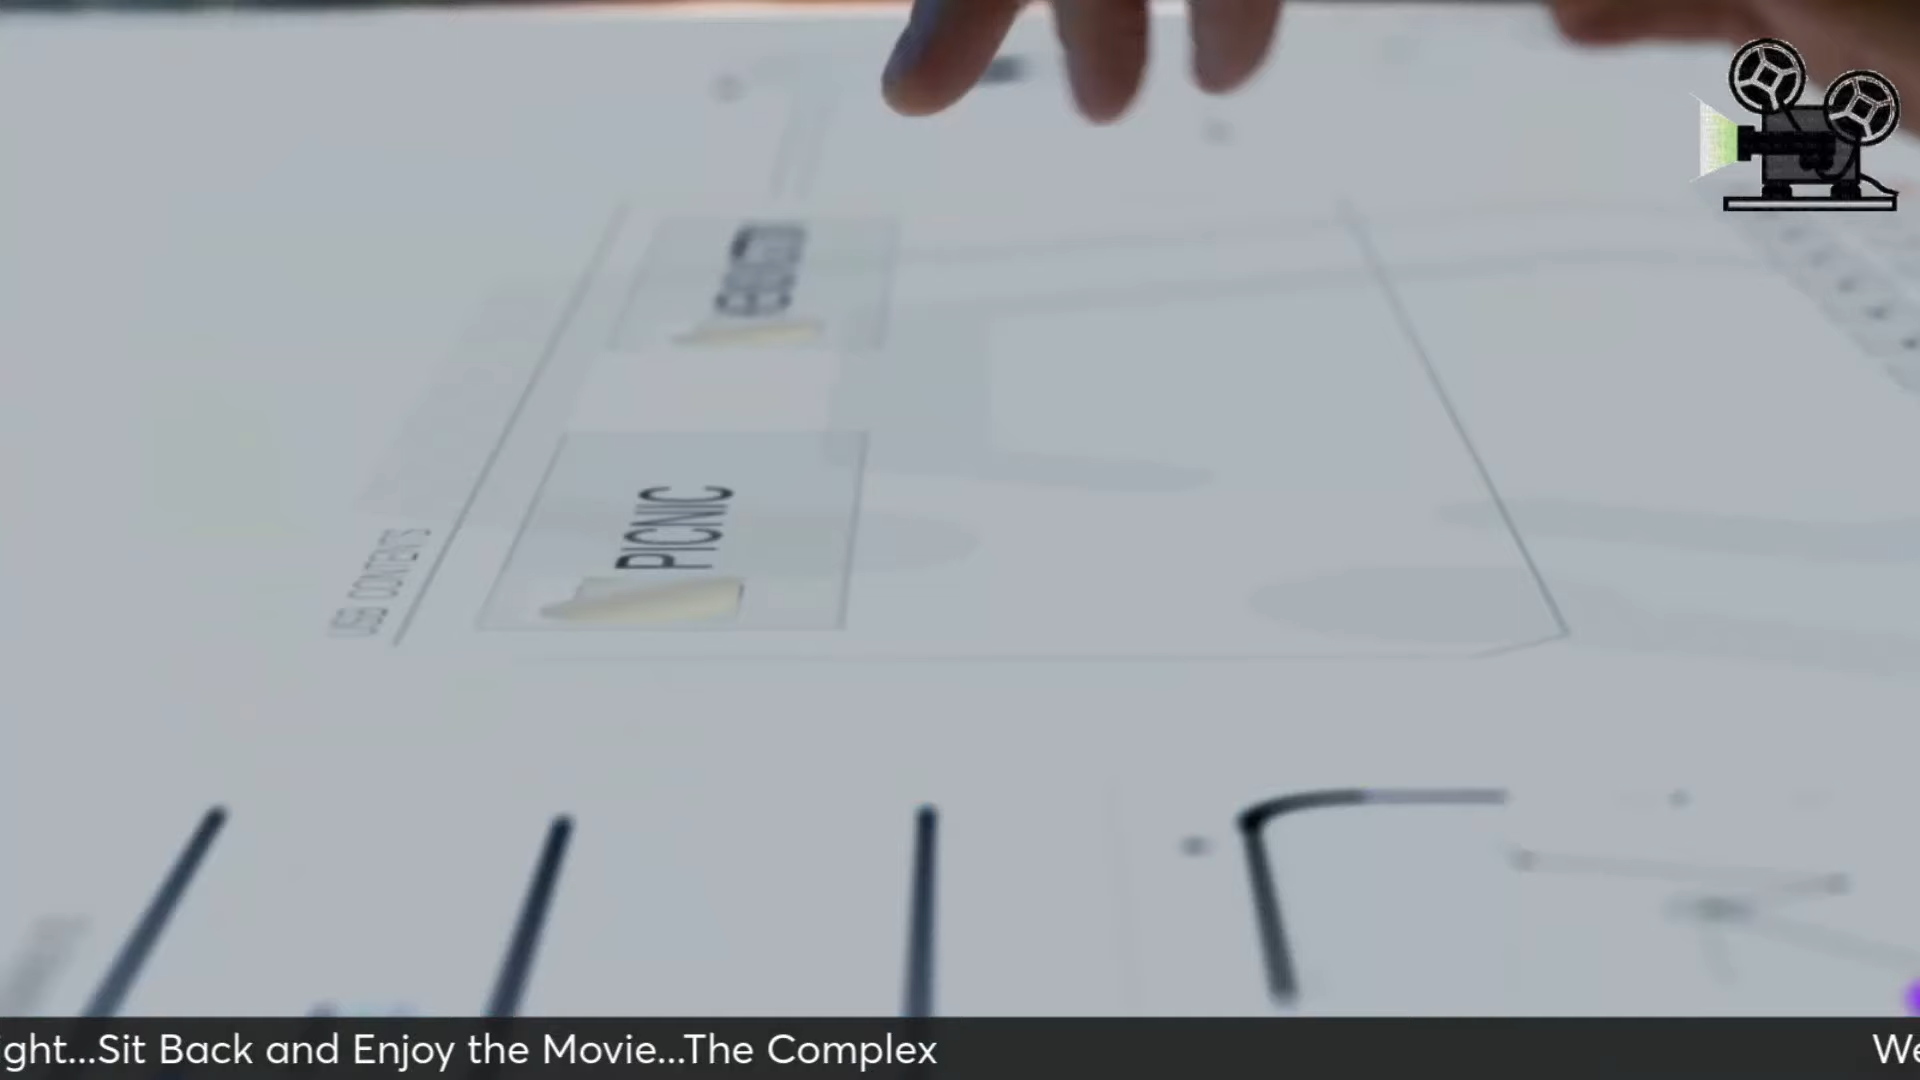 USB CONTENTS
PICNIC
ght...Sit Back and Enjoy the Movie...The Complex
We